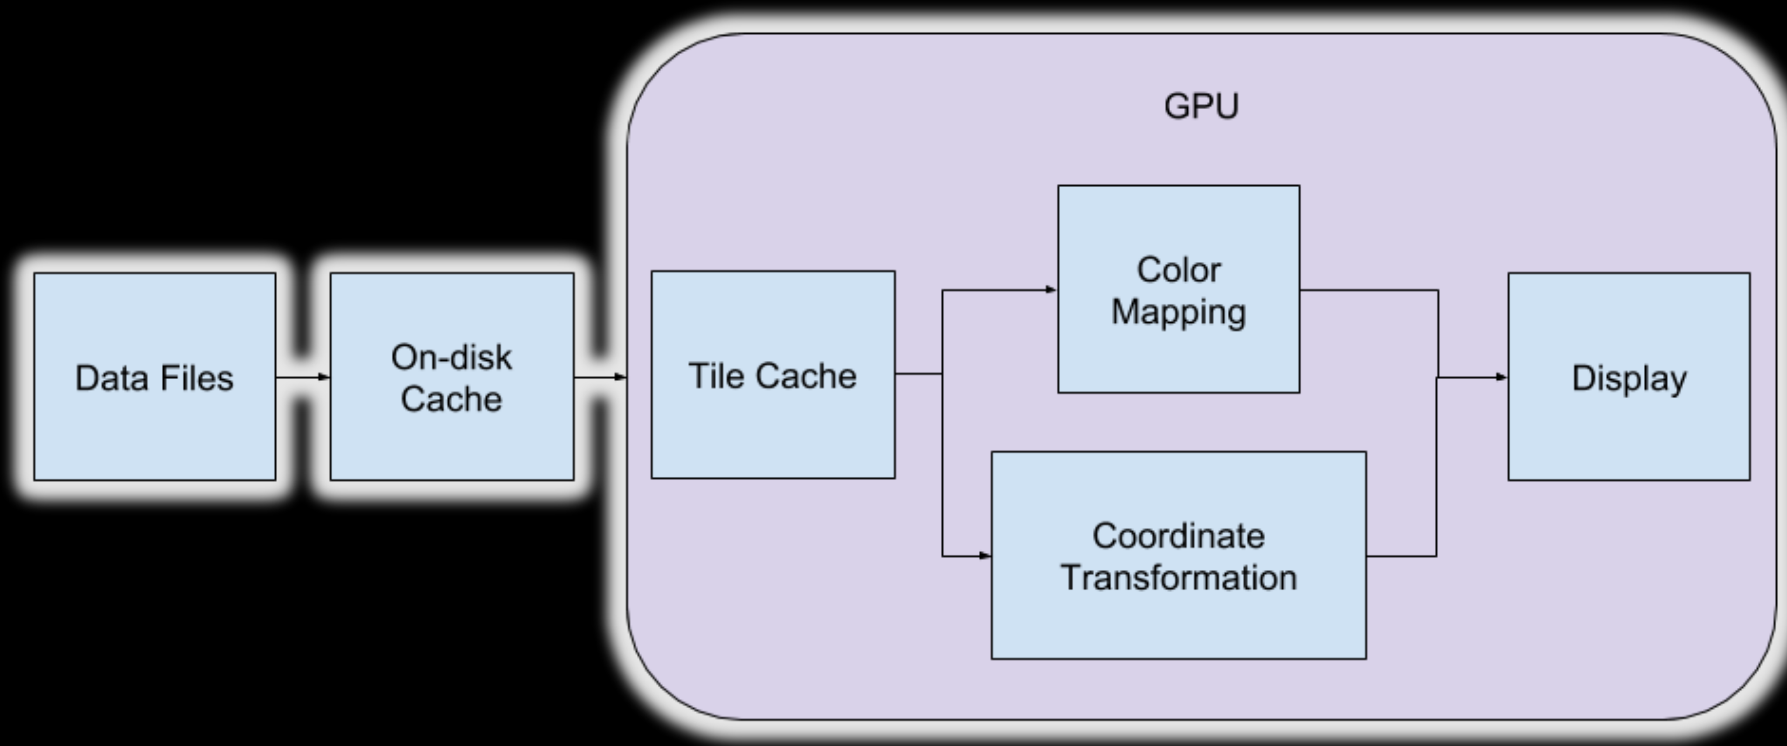 GPU
Data Files
On-disk
Cache
Tile Cache
Color
Mapping
Coordinate
Transformation
Display